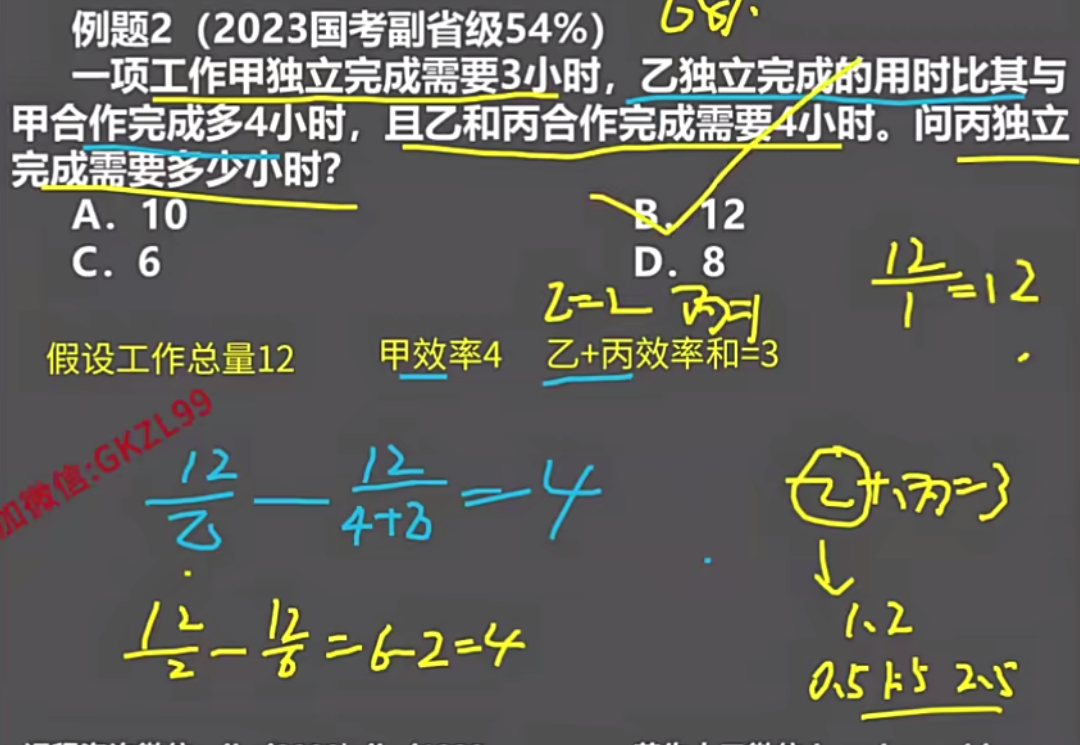 68%
例题2（2023国考副省级54%）
一项工作甲独立完成需要3小时，乙独立完成的用时比其与
甲合作完成多4小时，且乙和丙合作完成需要4小时。问丙独立
完成需要多少小时？
A. 10
B. 12
C. 6
D. 8
12/1=12
乙=2 丙=1
假设工作总量12 甲效率4 乙+丙效率和=3
加微信:GKZL99
12/乙 — 12/4+乙 = 4
乙+丙=3
↓
12/2 - 12/6 = 6-2=4
1、2
0.5 1.5 2.5